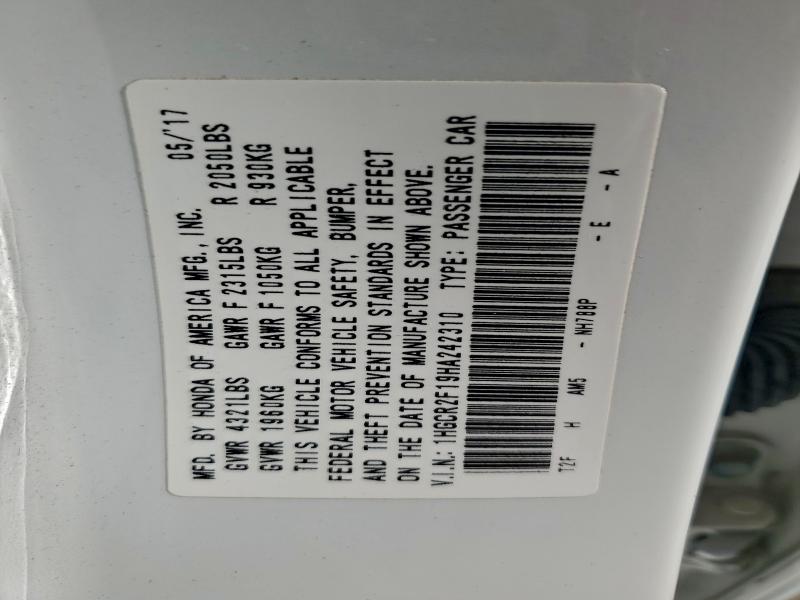 MFD. BY HONDA OF AMERICA MFG., INC. 05/'17
GVWR 4321LBS GAWR F 2315LBS R 2050LBS
GVWR 1960KG GAWR F 1050KG R 930KG
THIS VEHICLE CONFORMS TO ALL APPLICABLE
FEDERAL MOTOR VEHICLE SAFETY, BUMPER,
AND THEFT PREVENTION STANDARDS IN EFFECT
ON THE DATE OF MANUFACTURE SHOWN ABOVE.
V.I.N.: 1HGCR2F19HA242310 TYPE: PASSENGER CAR
T2F H AM5 - NH788P - E - A